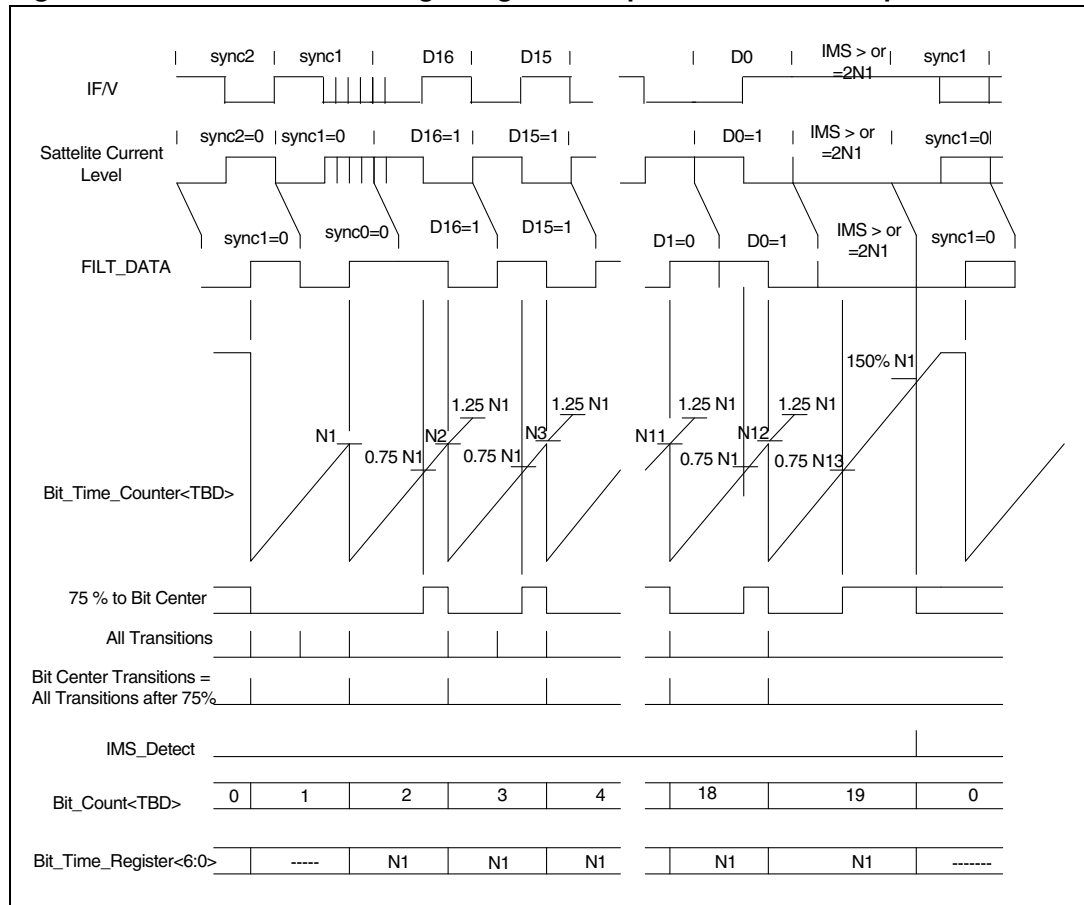 sync2 sync1 D16 D15 D0 IMS > or sync1
=2N1
IF/V
sync2=0 sync1=0 D16=1 D15=1 D0=1 IMS > or sync1=0
=2N1
Sattelite Current
Level
sync1=0 sync0=0 D16=1 D15=1 D1=0 D0=1 IMS > or sync1=0
=2N1
FILT_DATA
150% N1
1.25 N1 1.25 N1 1.25 N1 1.25 N1
N1 N2 N3 N11 N12
0.75 N1 0.75 N1 0.75 N1 0.75 N13
Bit_Time_Counter<TBD>
75 % to Bit Center
All Transitions
Bit Center Transitions =
All Transitions after 75%
IMS_Detect
Bit_Count<TBD> 0 1 2 3 4 18 19 0
Bit_Time_Register<6:0> ----- N1 N1 N1 N1 N1 -------